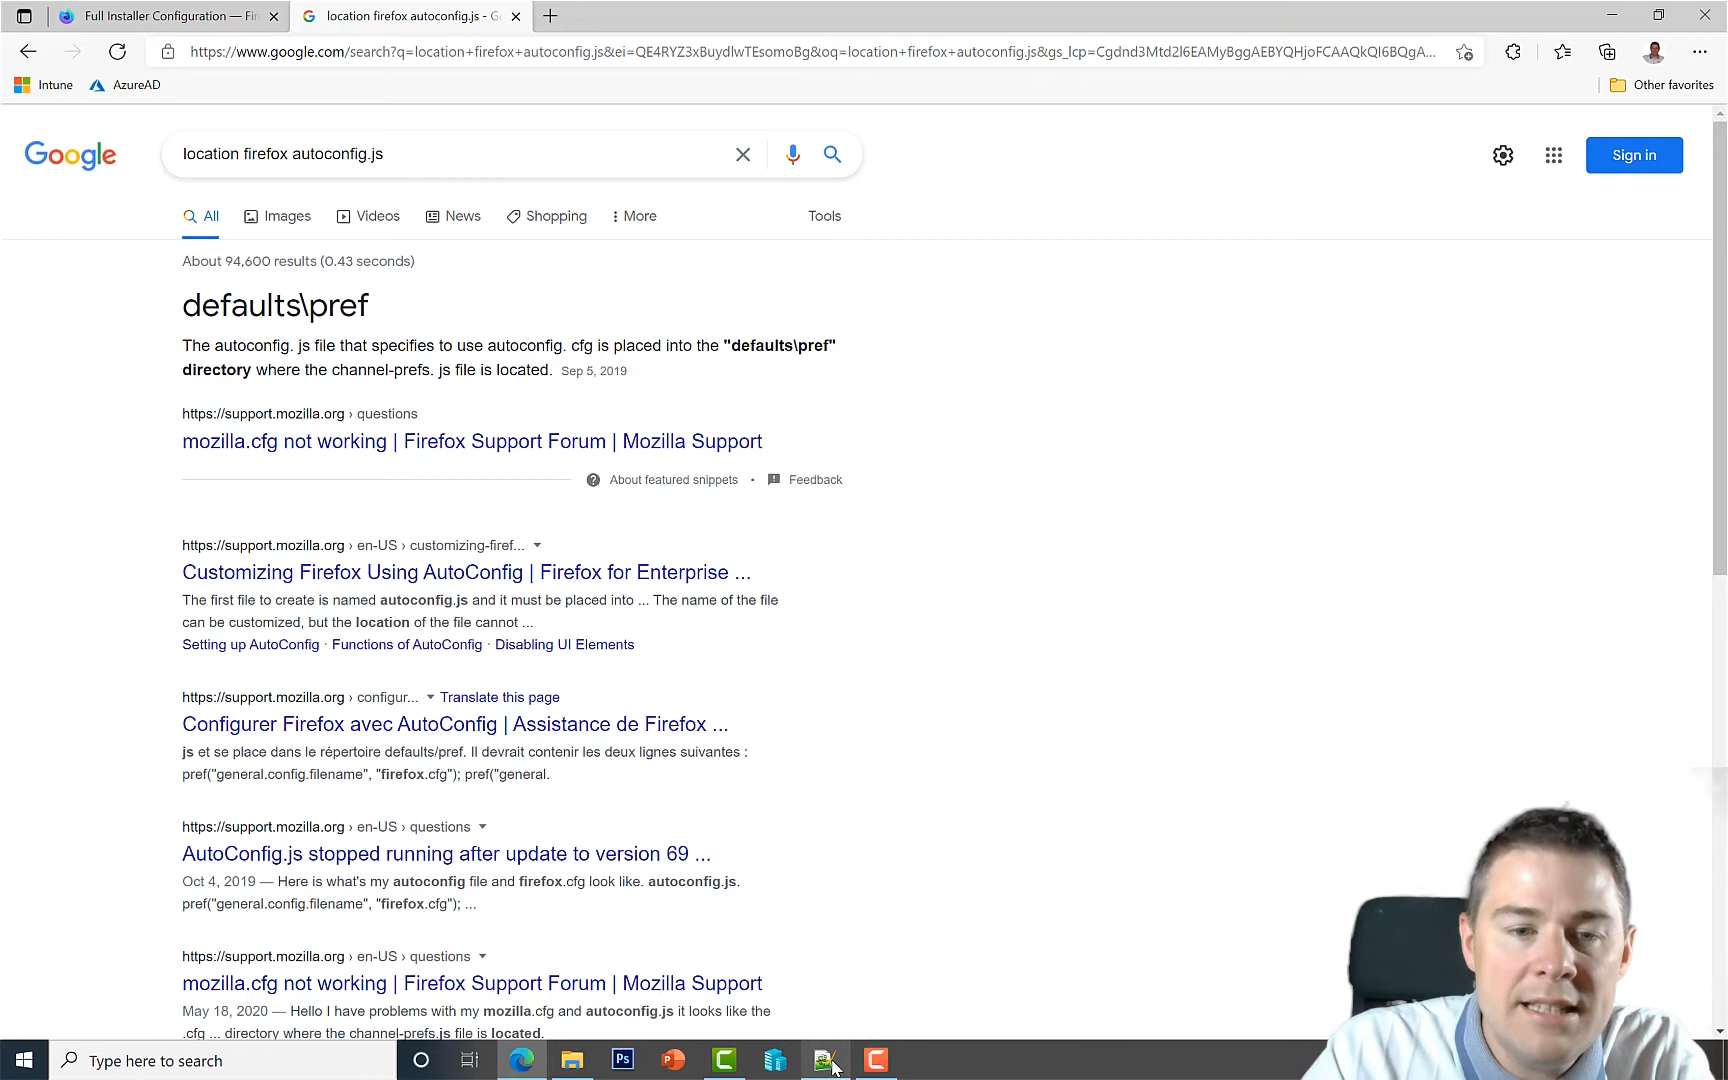 Full Installer Configuration — Fir
location firefox autoconfig.js - Go
https://www.google.com/search?q=location+firefox+autoconfig.js&ei=QE4RYZ3xBuydlwTEsomoBg&oq=location+firefox+autoconfig.js&gs_lcp=Cgdnd3Mtd2l6EAMyBggAEBYQHjoFCAAQkQI6BQgA...
Intune
AzureAD
Other favorites
Google
location firefox autoconfig.js
Sign in
All
Images
Videos
News
Shopping
More
Tools
About 94,600 results (0.43 seconds)
defaults\pref
The autoconfig. js file that specifies to use autoconfig. cfg is placed into the "defaults\pref"
directory where the channel-prefs. js file is located. Sep 5, 2019
https://support.mozilla.org › questions
mozilla.cfg not working | Firefox Support Forum | Mozilla Support
About featured snippets • Feedback
https://support.mozilla.org › en-US › customizing-firef...
Customizing Firefox Using AutoConfig | Firefox for Enterprise ...
The first file to create is named autoconfig.js and it must be placed into ... The name of the file
can be customized, but the location of the file cannot ...
Setting up AutoConfig · Functions of AutoConfig · Disabling UI Elements
https://support.mozilla.org › configur... Translate this page
Configurer Firefox avec AutoConfig | Assistance de Firefox ...
js et se place dans le répertoire defaults/pref. Il devrait contenir les deux lignes suivantes :
pref("general.config.filename", "firefox.cfg"); pref("general.
https://support.mozilla.org › en-US › questions
AutoConfig.js stopped running after update to version 69 ...
Oct 4, 2019 — Here is what's my autoconfig file and firefox.cfg look like. autoconfig.js.
pref("general.config.filename", "firefox.cfg"); ...
https://support.mozilla.org › en-US › questions
mozilla.cfg not working | Firefox Support Forum | Mozilla Support
May 18, 2020 — Hello I have problems with my mozilla.cfg and autoconfig.js it looks like the
.cfg ... directory where the channel-prefs.js file is located.
Type here to search
Ps
P
C
C